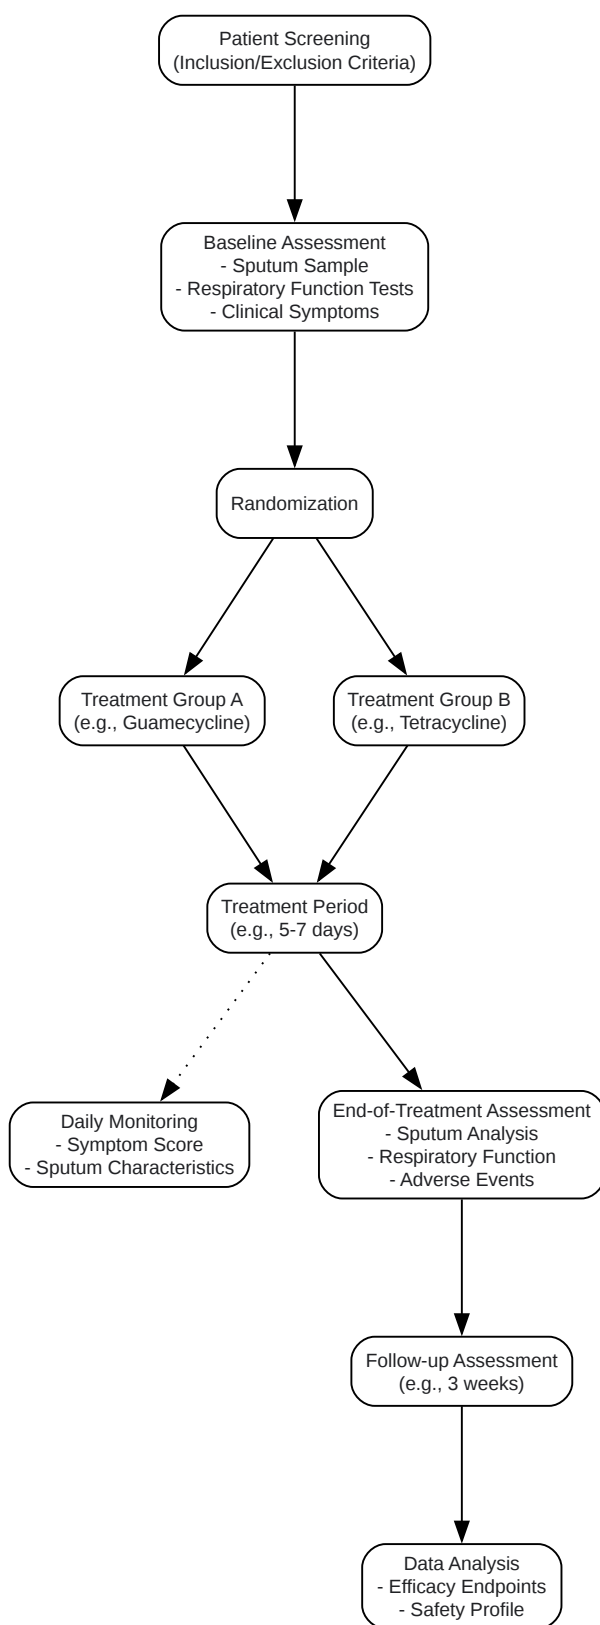 Patient Screening
(Inclusion/Exclusion Criteria)
Baseline Assessment
- Sputum Sample
- Respiratory Function Tests
- Clinical Symptoms
Randomization
Treatment Group A
(e.g., Guamecycline)
Treatment Group B
(e.g., Tetracycline)
Treatment Period
(e.g., 5-7 days)
Daily Monitoring
- Symptom Score
- Sputum Characteristics
End-of-Treatment Assessment
- Sputum Analysis
- Respiratory Function
- Adverse Events
Follow-up Assessment
(e.g., 3 weeks)
Data Analysis
- Efficacy Endpoints
- Safety Profile